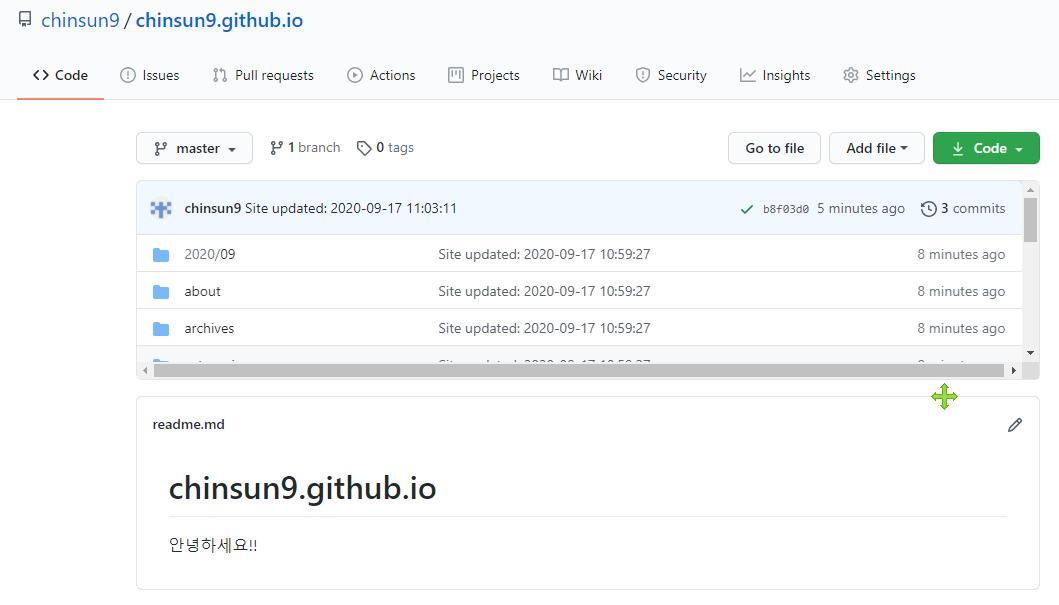 chinsun9 / chinsun9.github.io
Code Issues Pull requests Actions Projects Wiki Security Insights Settings
master 1 branch 0 tags Go to file Add file Code
chinsun9 Site updated: 2020-09-17 11:03:11 b8f03d0 5 minutes ago 3 commits
2020/09 Site updated: 2020-09-17 10:59:27 8 minutes ago
about Site updated: 2020-09-17 10:59:27 8 minutes ago
archives Site updated: 2020-09-17 10:59:27 8 minutes ago
readme.md
chinsun9.github.io
안녕하세요!!